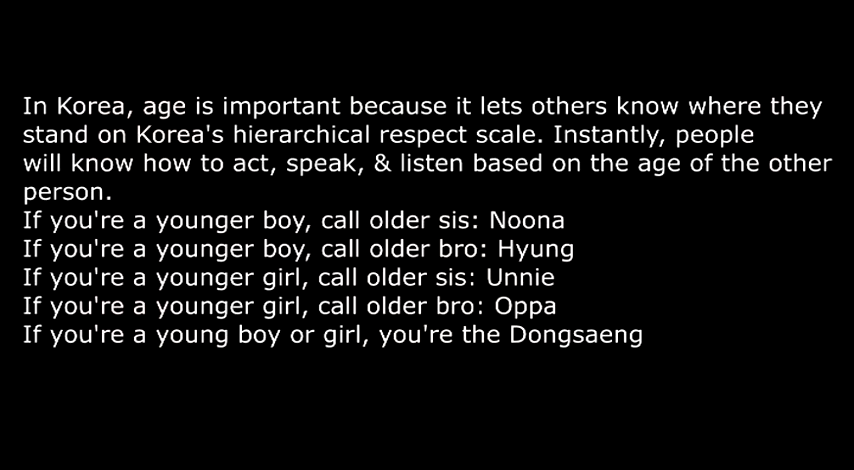 In Korea, age is important because it lets others know where they
stand on Korea's hierarchical respect scale. Instantly, people
will know how to act, speak, & listen based on the age of the other
person.
If you're a younger boy, call older sis: Noona
If you're a younger boy, call older bro: Hyung
If you're a younger girl, call older sis: Unnie
If you're a younger girl, call older bro: Oppa
If you're a young boy or girl, you're the Dongsaeng